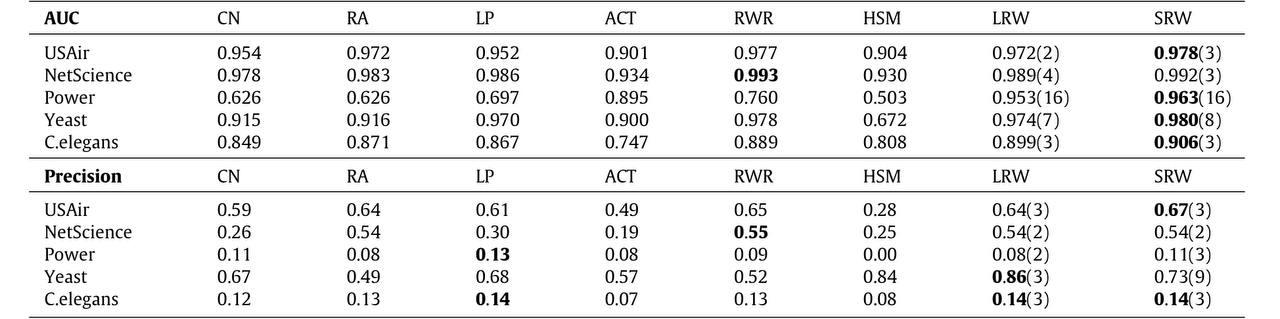 AUC CN RA LP ACT RWR HSM LRW SRW
USAir 0.954 0.972 0.952 0.901 0.977 0.904 0.972(2) 0.978(3)
NetScience 0.978 0.983 0.986 0.934 0.993 0.930 0.989(4) 0.992(3)
Power 0.626 0.626 0.697 0.895 0.760 0.503 0.953(16) 0.963(16)
Yeast 0.915 0.916 0.970 0.900 0.978 0.672 0.974(7) 0.980(8)
C.elegans 0.849 0.871 0.867 0.747 0.889 0.808 0.899(3) 0.906(3)
Precision CN RA LP ACT RWR HSM LRW SRW
USAir 0.59 0.64 0.61 0.49 0.65 0.28 0.64(3) 0.67(3)
NetScience 0.26 0.54 0.30 0.19 0.55 0.25 0.54(2) 0.54(2)
Power 0.11 0.08 0.13 0.08 0.09 0.00 0.08(2) 0.11(3)
Yeast 0.67 0.49 0.68 0.57 0.52 0.84 0.86(3) 0.73(9)
C.elegans 0.12 0.13 0.14 0.07 0.13 0.08 0.14(3) 0.14(3)